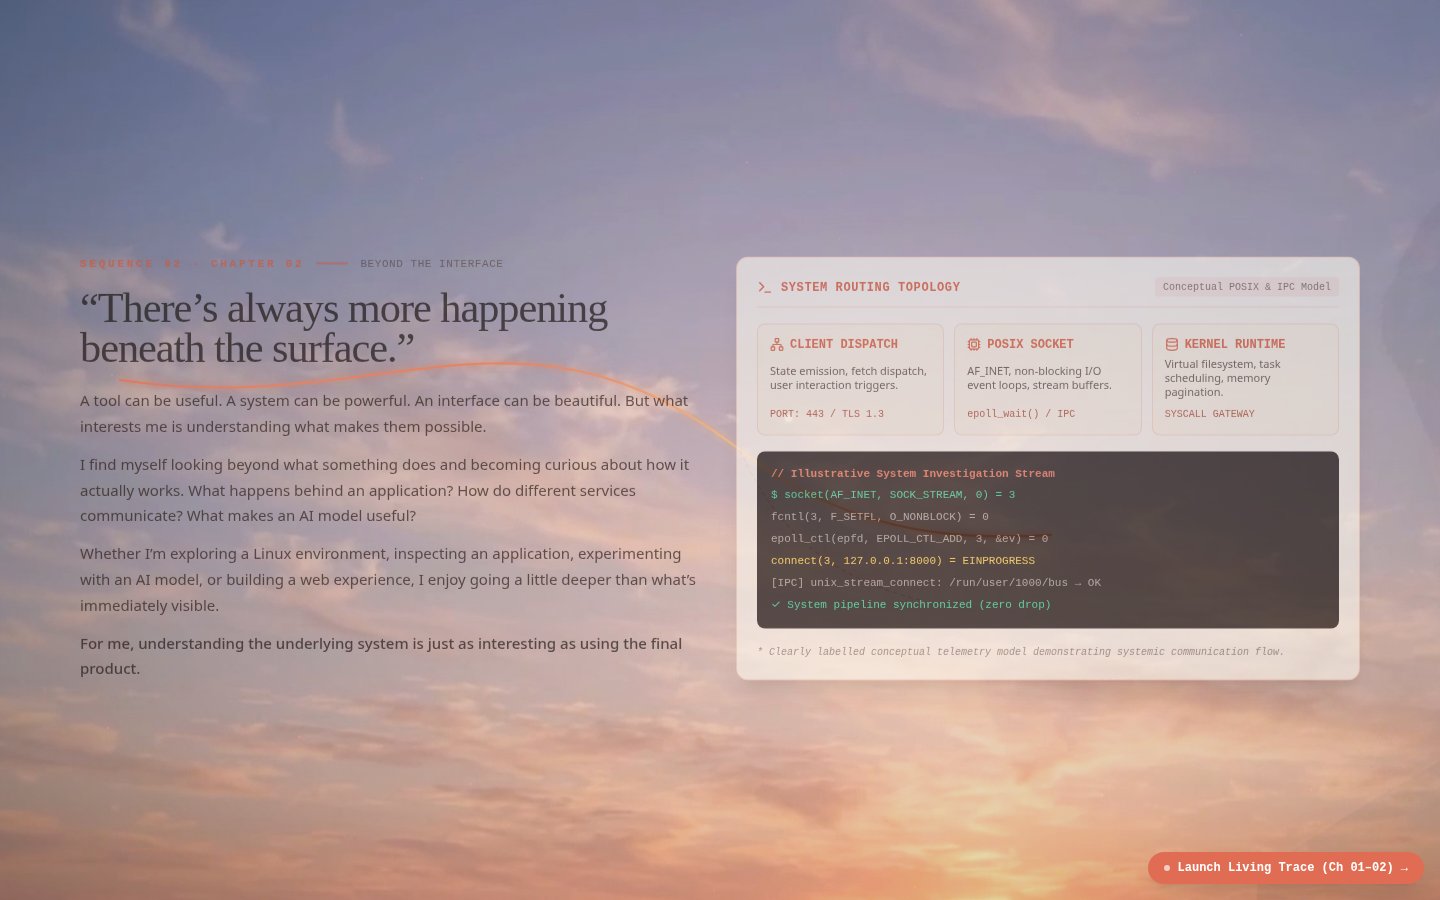 SEQUENCE 02 · CHAPTER 02 BEYOND THE INTERFACE
“There’s always more happening
beneath the surface.”
A tool can be useful. A system can be powerful. An interface can be beautiful. But what
interests me is understanding what makes them possible.
I find myself looking beyond what something does and becoming curious about how it
actually works. What happens behind an application? How do different services
communicate? What makes an AI model useful?
Whether I’m exploring a Linux environment, inspecting an application, experimenting
with an AI model, or building a web experience, I enjoy going a little deeper than what’s
immediately visible.
For me, understanding the underlying system is just as interesting as using the final
product.
SYSTEM ROUTING TOPOLOGY
Conceptual POSIX & IPC Model
CLIENT DISPATCH
State emission, fetch dispatch,
user interaction triggers.
PORT: 443 / TLS 1.3
POSIX SOCKET
AF_INET, non-blocking I/O
event loops, stream buffers.
epoll_wait() / IPC
KERNEL RUNTIME
Virtual filesystem, task
scheduling, memory
pagination.
SYSCALL GATEWAY
// Illustrative System Investigation Stream
$ socket(AF_INET, SOCK_STREAM, 0) = 3
fcntl(3, F_SETFL, O_NONBLOCK) = 0
epoll_ctl(epfd, EPOLL_CTL_ADD, 3, &ev) = 0
connect(3, 127.0.0.1:8000) = EINPROGRESS
[IPC] unix_stream_connect: /run/user/1000/bus → OK
✓ System pipeline synchronized (zero drop)
* Clearly labelled conceptual telemetry model demonstrating systemic communication flow.
Launch Living Trace (Ch 01–02) →